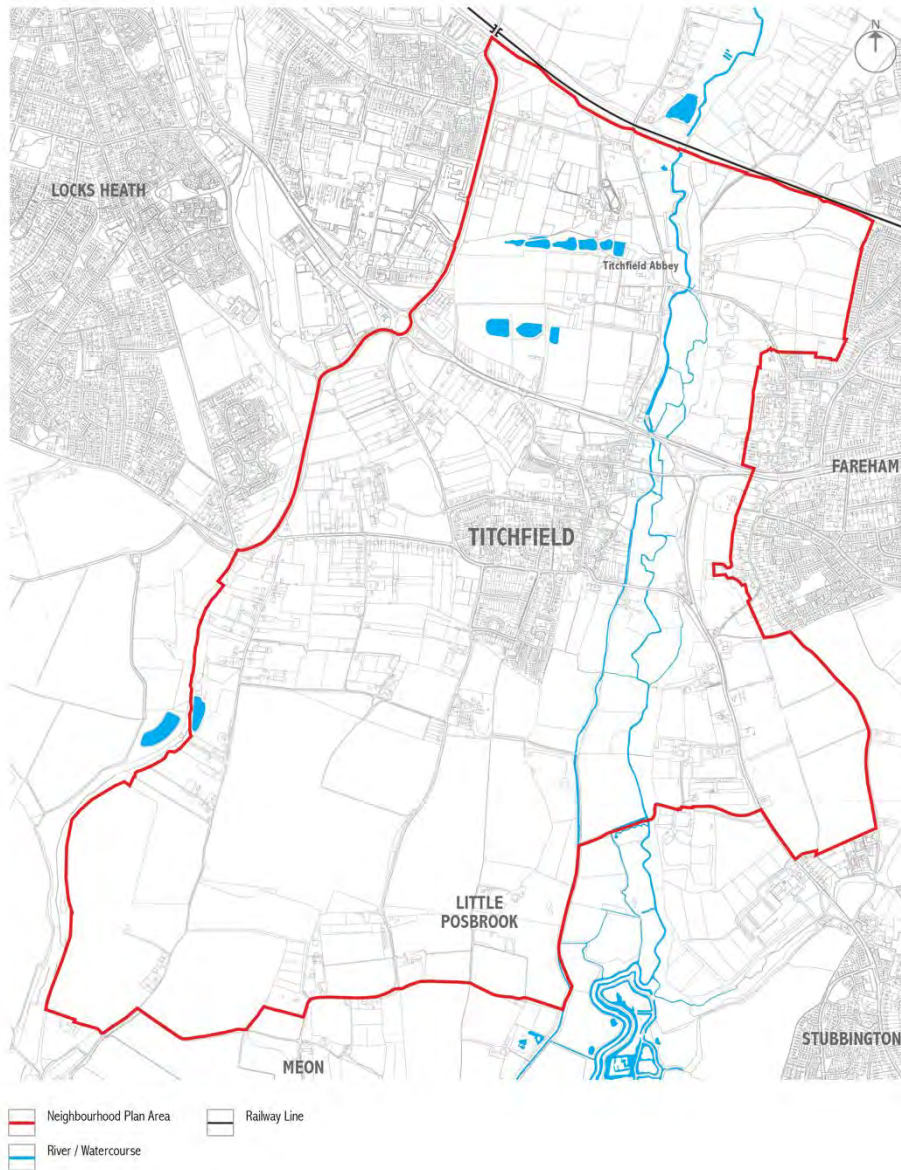 N
LOCKS HEATH
Titchfield Abbey
FAREHAM
TITCHFIELD
LITTLE
POSBROOK
STUBBINGTON
MEON
Neighbourhood Plan Area
Railway Line
River / Watercourse